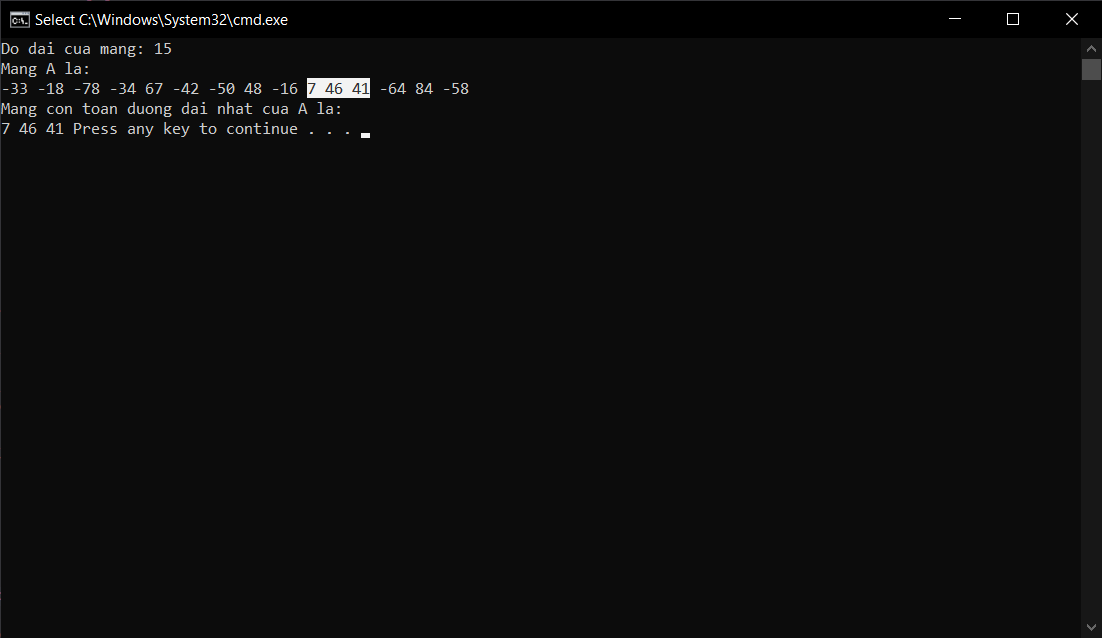 Select C:\Windows\System32\cmd.exe
Do dai cua mang: 15
Mang A la:
-33 -18 -78 -34 67 -42 -50 48 -16 7 46 41 -64 84 -58
Mang con toan duong dai nhat cua A la:
7 46 41 Press any key to continue . . .